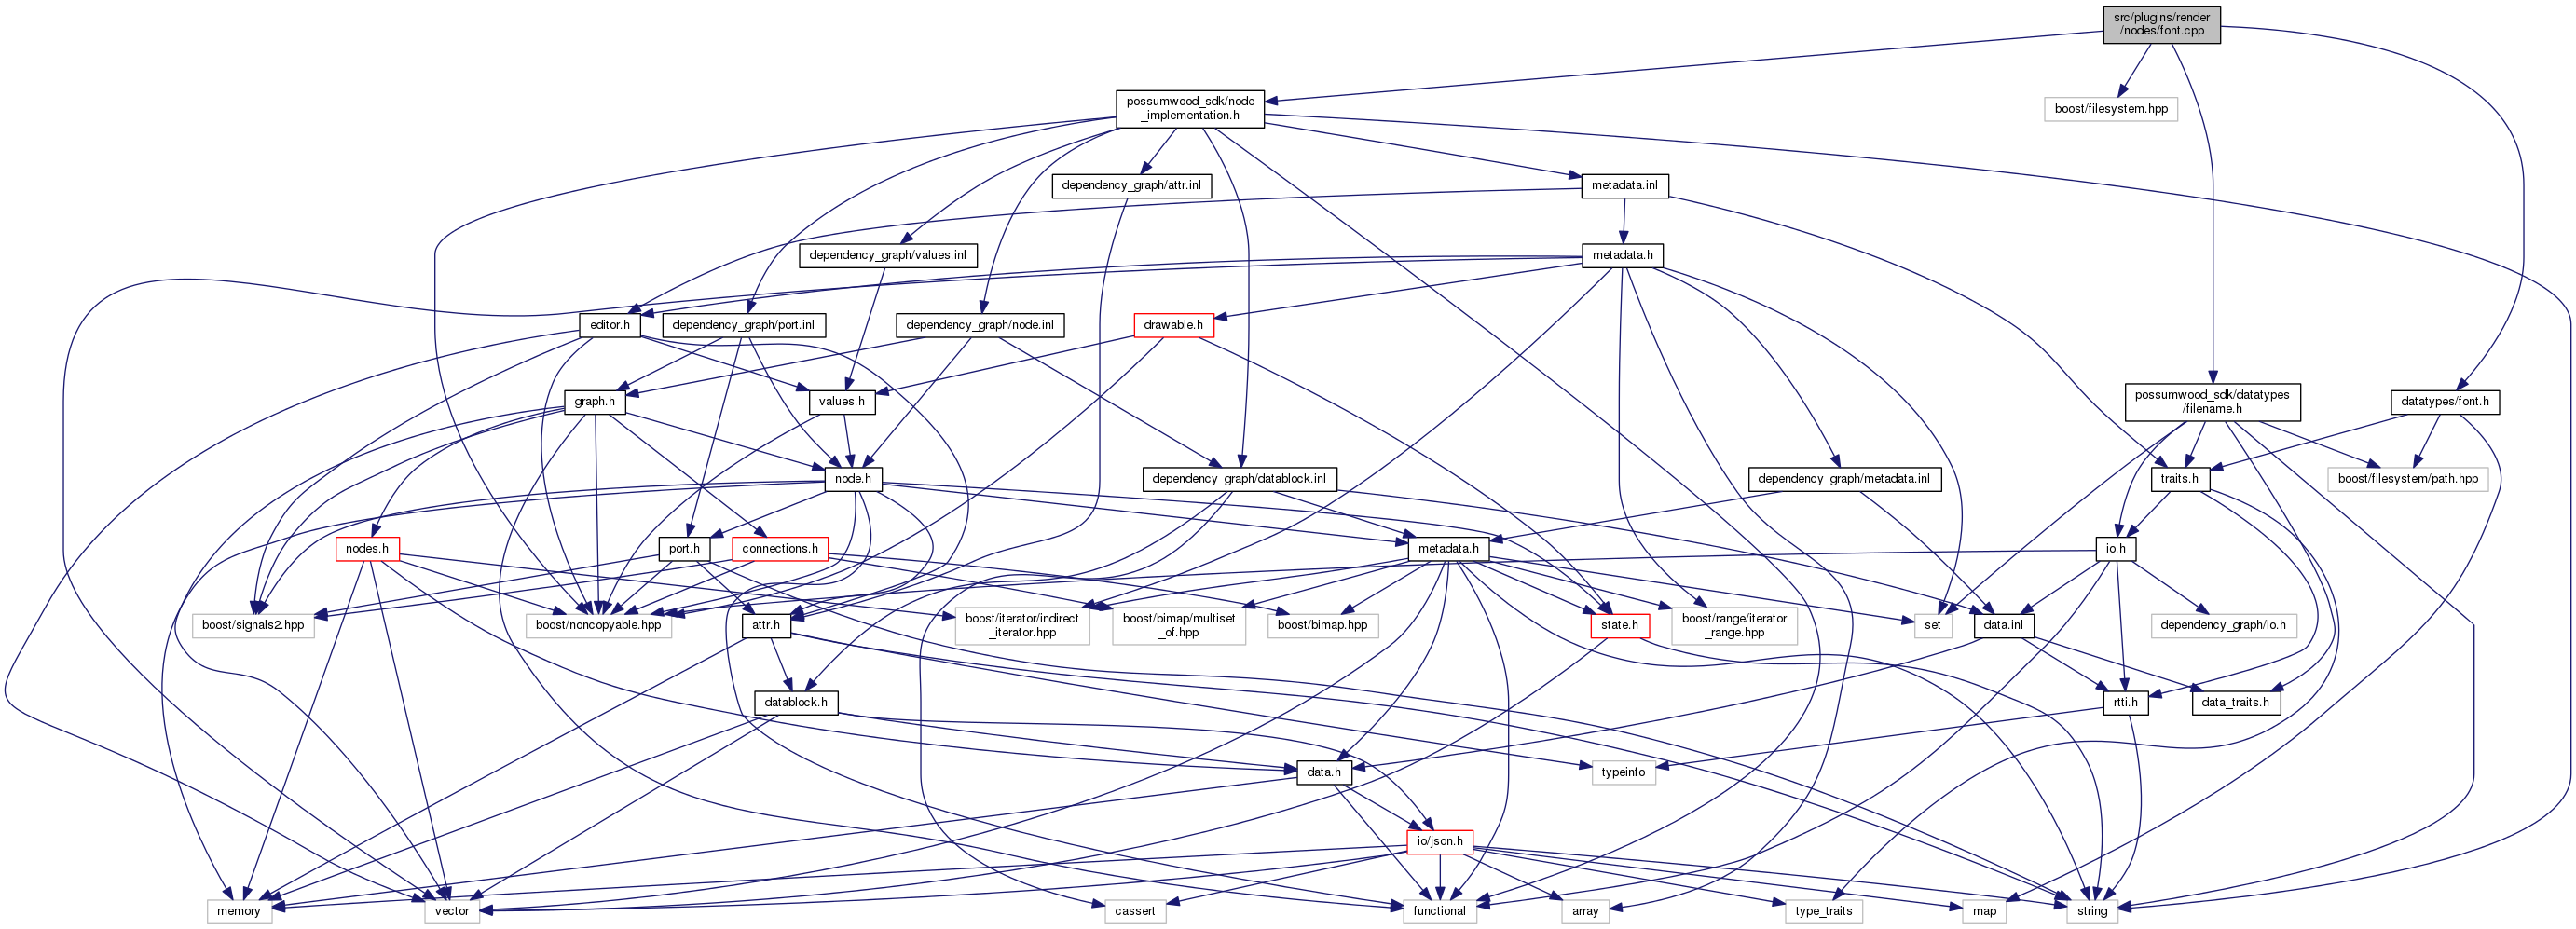 src/plugins/render
/nodes/font.cpp
possumwood_sdk/node
_implementation.h
boost/filesystem.hpp
dependency_graph/attr.inl
metadata.inl
dependency_graph/values.inl
metadata.h
editor.h
dependency_graph/port.inl
dependency_graph/node.inl
drawable.h
graph.h
values.h
possumwood_sdk/datatypes
/filename.h
datatypes/font.h
node.h
dependency_graph/datablock.inl
dependency_graph/metadata.inl
traits.h
boost/filesystem/path.hpp
nodes.h
port.h
connections.h
metadata.h
io.h
boost/signals2.hpp
boost/noncopyable.hpp
attr.h
boost/iterator/indirect
_iterator.hpp
boost/bimap/multiset
_of.hpp
boost/bimap.hpp
state.h
boost/range/iterator
_range.hpp
set
data.inl
dependency_graph/io.h
datablock.h
rtti.h
data_traits.h
data.h
typeinfo
io/json.h
memory
vector
cassert
functional
array
type_traits
map
string